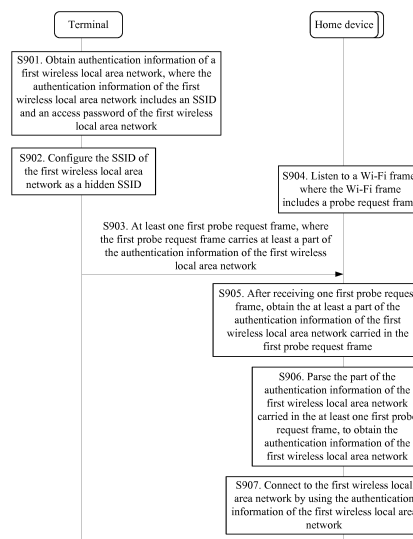 Terminal
Home device
S901. Obtain authentication information of a
first wireless local area network, where the
authentication information of the first
wireless local area network includes an SSID
and an access password of the first wireless
local area network
S902. Configure the SSID of
the first wireless local area
network as a hidden SSID
S904. Listen to a Wi-Fi frame
where the Wi-Fi frame
includes a probe request fram
S903. At least one first probe request frame, where
the first probe request frame carries at least a part of
the authentication information of the first wireless
local area network
S905. After receiving one first probe reques
frame, obtain the at least a part of the
authentication information of the first
wireless local area network carried in the
first probe request frame
S906. Parse the part of the
authentication information of the
first wireless local area network
carried in the at least one first prob
request frame, to obtain the
authentication information of the
first wireless local area network
S907. Connect to the first wireless local
area network by using the authentication
information of the first wireless local area
network